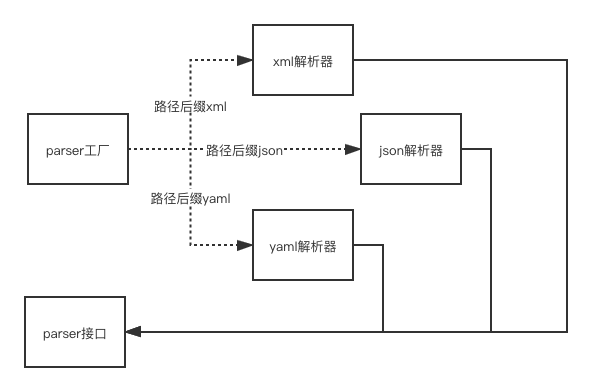 xml解析器
路径后缀xml
parser工厂
路径后缀json
json解析器
路径后缀yaml
yaml解析器
parser接口